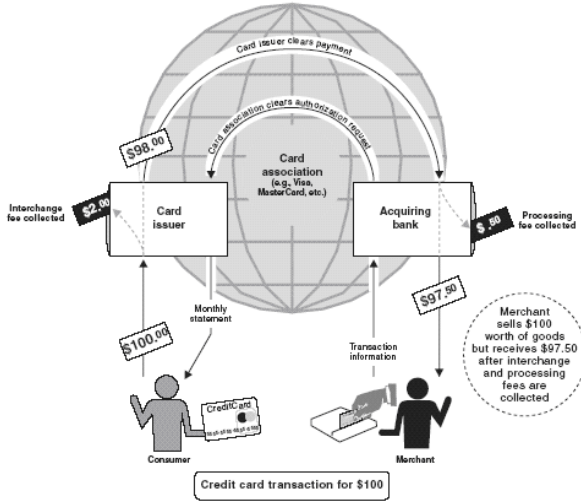 Card issuer clears payment
Card association clears authorization request
$98.00
Card
association
(e.g., Visa,
MasterCard, etc.)
Interchange
fee collected
$2.00
Card
issuer
Acquiring
bank
$.50
Processing
fee collected
$97.50
Monthly
statement
$100.00
Transaction
information
Merchant
sells $100
worth of goods
but receives $97.50
after interchange
and processing
fees are
collected
CreditCard
Consumer
Merchant
Credit card transaction for $100